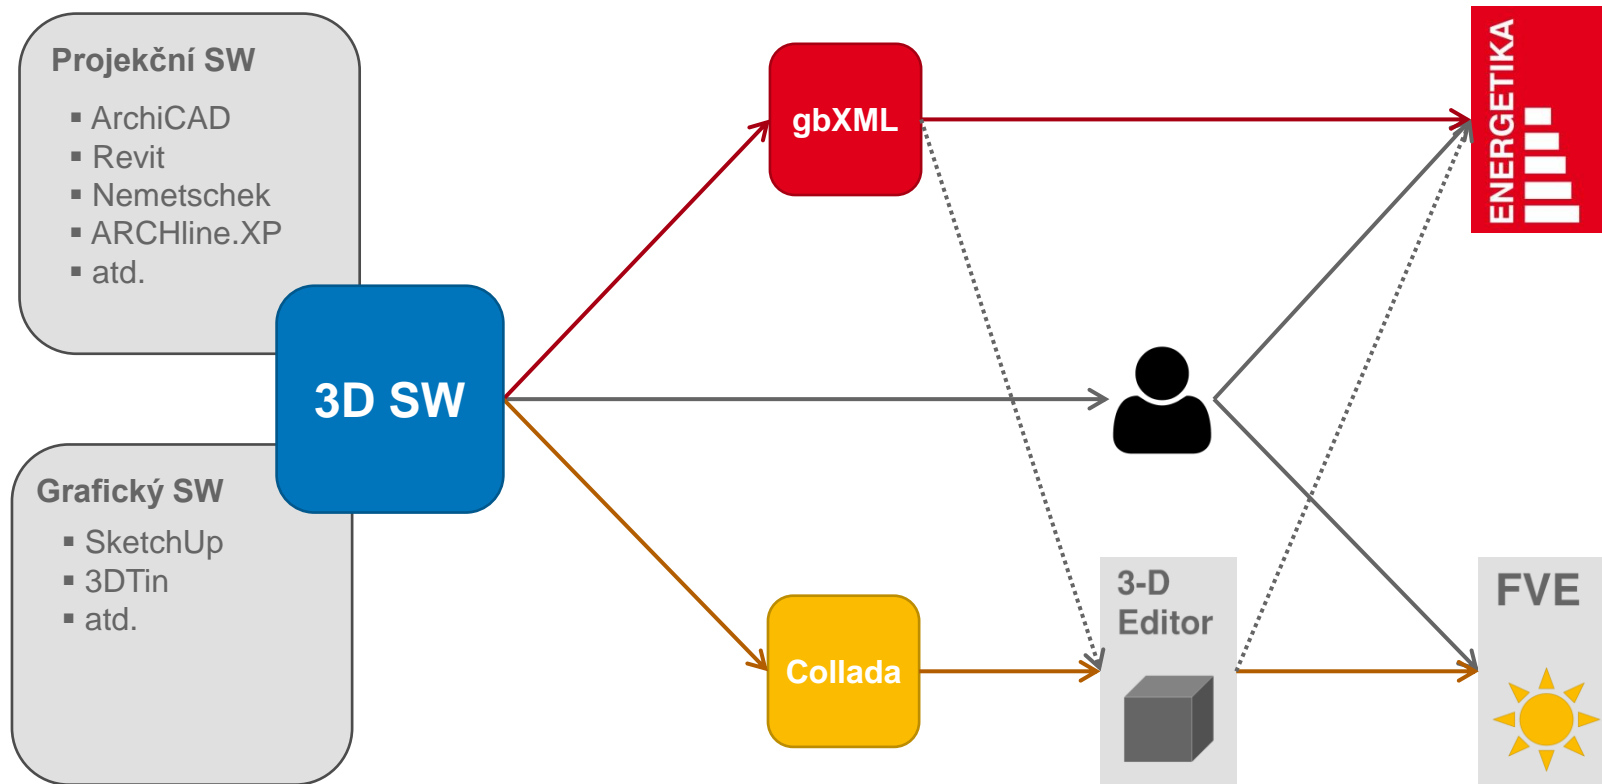 Projekční SW
▪ ArchiCAD
▪ Revit
▪ Nemetschek
▪ ARCHline.XP
▪ atd.
3D SW
Grafický SW
▪ SketchUp
▪ 3DTin
▪ atd.
gbXML
Collada
3-D
Editor
ENERGETIKA
FVE